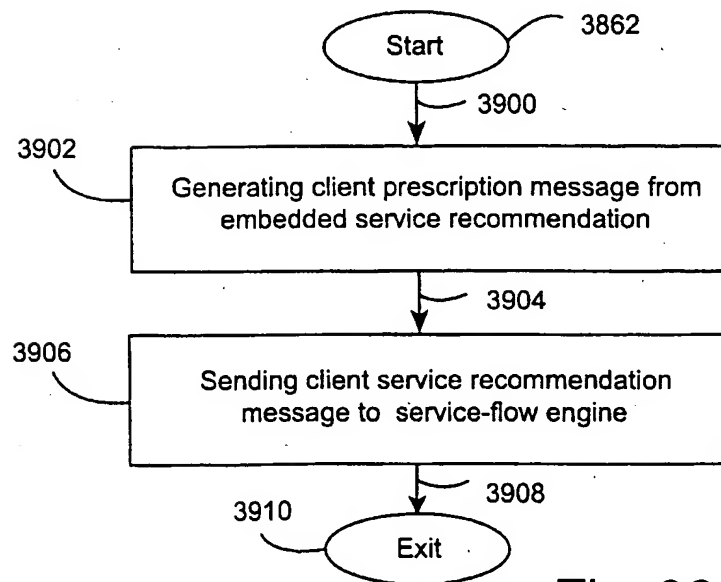 Start
3862
3900
3902
Generating client prescription message from
embedded service recommendation
3904
3906
Sending client service recommendation
message to service-flow engine
3908
3910
Exit